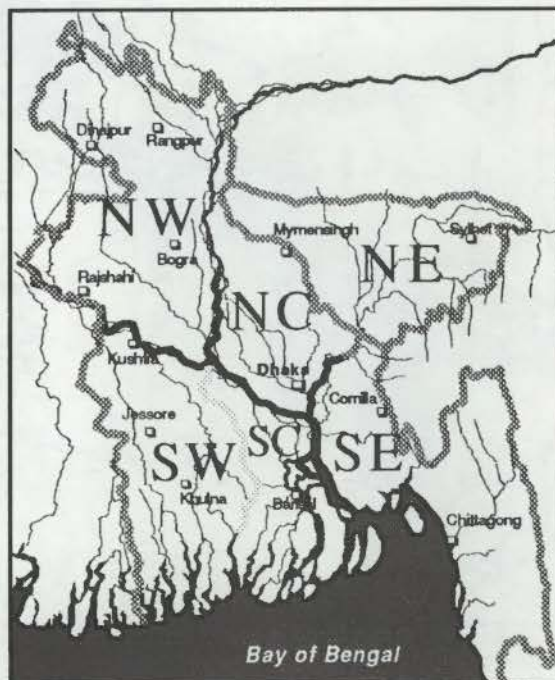 Dinajpur
Rangpur
NW
Mymensingh
Sylhet
Bogra
NE
Rajshahi
NC
Kushtia
Dhaka
Comilla
Jessore
SC
SW
SE
Khulna
Barisal
Chittagong
Bay of Bengal